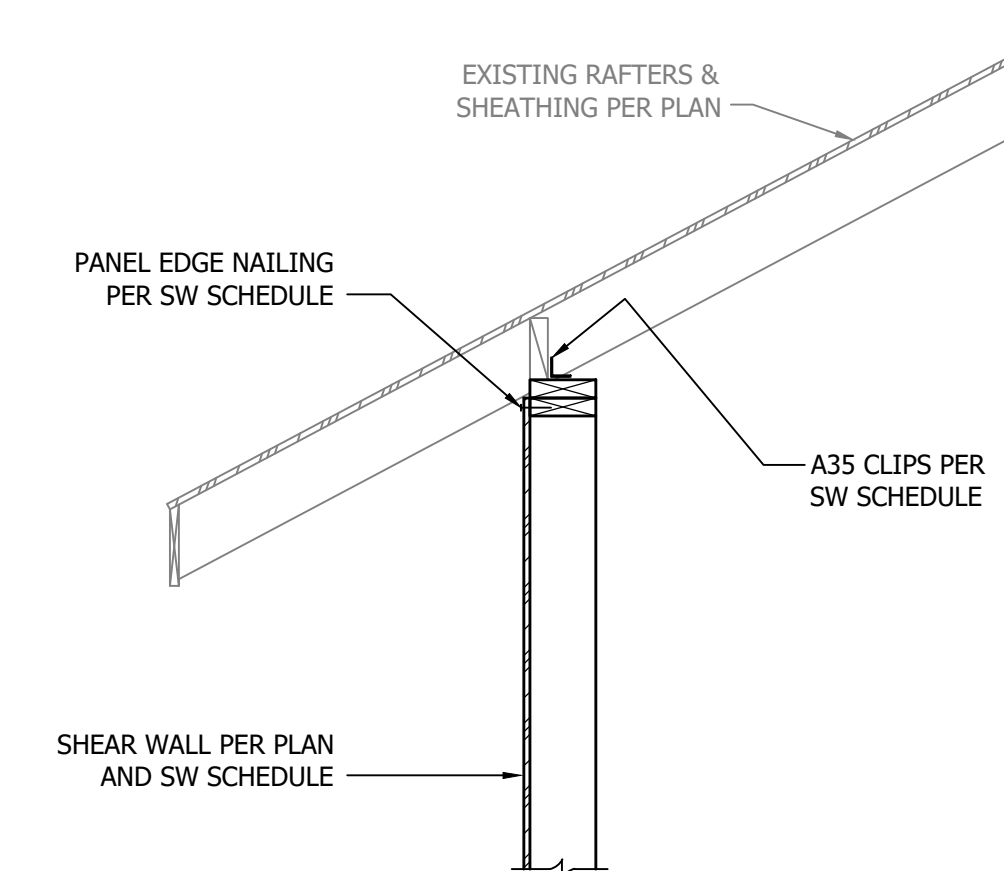 EXISTING RAFTERS &
SHEATHING PER PLAN
PANEL EDGE NAILING
PER SW SCHEDULE
A35 CLIPS PER
SW SCHEDULE
SHEAR WALL PER PLAN
AND SW SCHEDULE